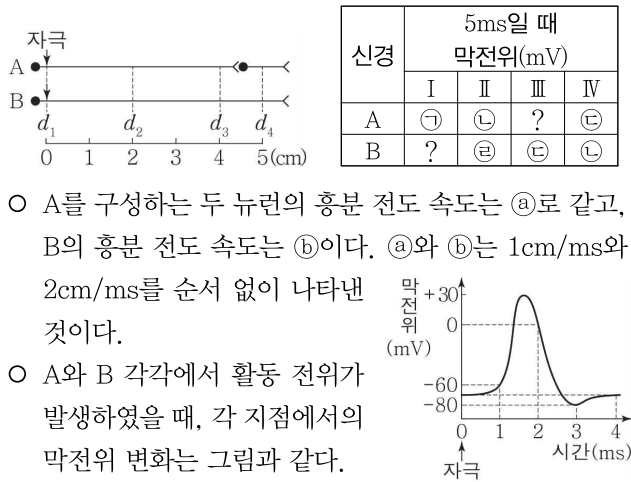 자극
A
B
d₁ d₂ d₃ d₄
0 1 2 3 4 5(cm)
신경 5ms일 때 막전위(mV)
Ⅰ Ⅱ Ⅲ Ⅳ
A ㉠ ㉡ ? ㉢
B ? ㉣ ㉢ ㉡
○ A를 구성하는 두 뉴런의 흥분 전도 속도는 ⓐ로 같고,
B의 흥분 전도 속도는 ⓑ이다. ⓐ와 ⓑ는 1cm/ms와
2cm/ms를 순서 없이 나타낸
것이다.
○ A와 B 각각에서 활동 전위가
발생하였을 때, 각 지점에서의
막전위 변화는 그림과 같다.
막전위(mV)
+30
0
-60
-80
0 1 2 3 4
시간(ms)
자극